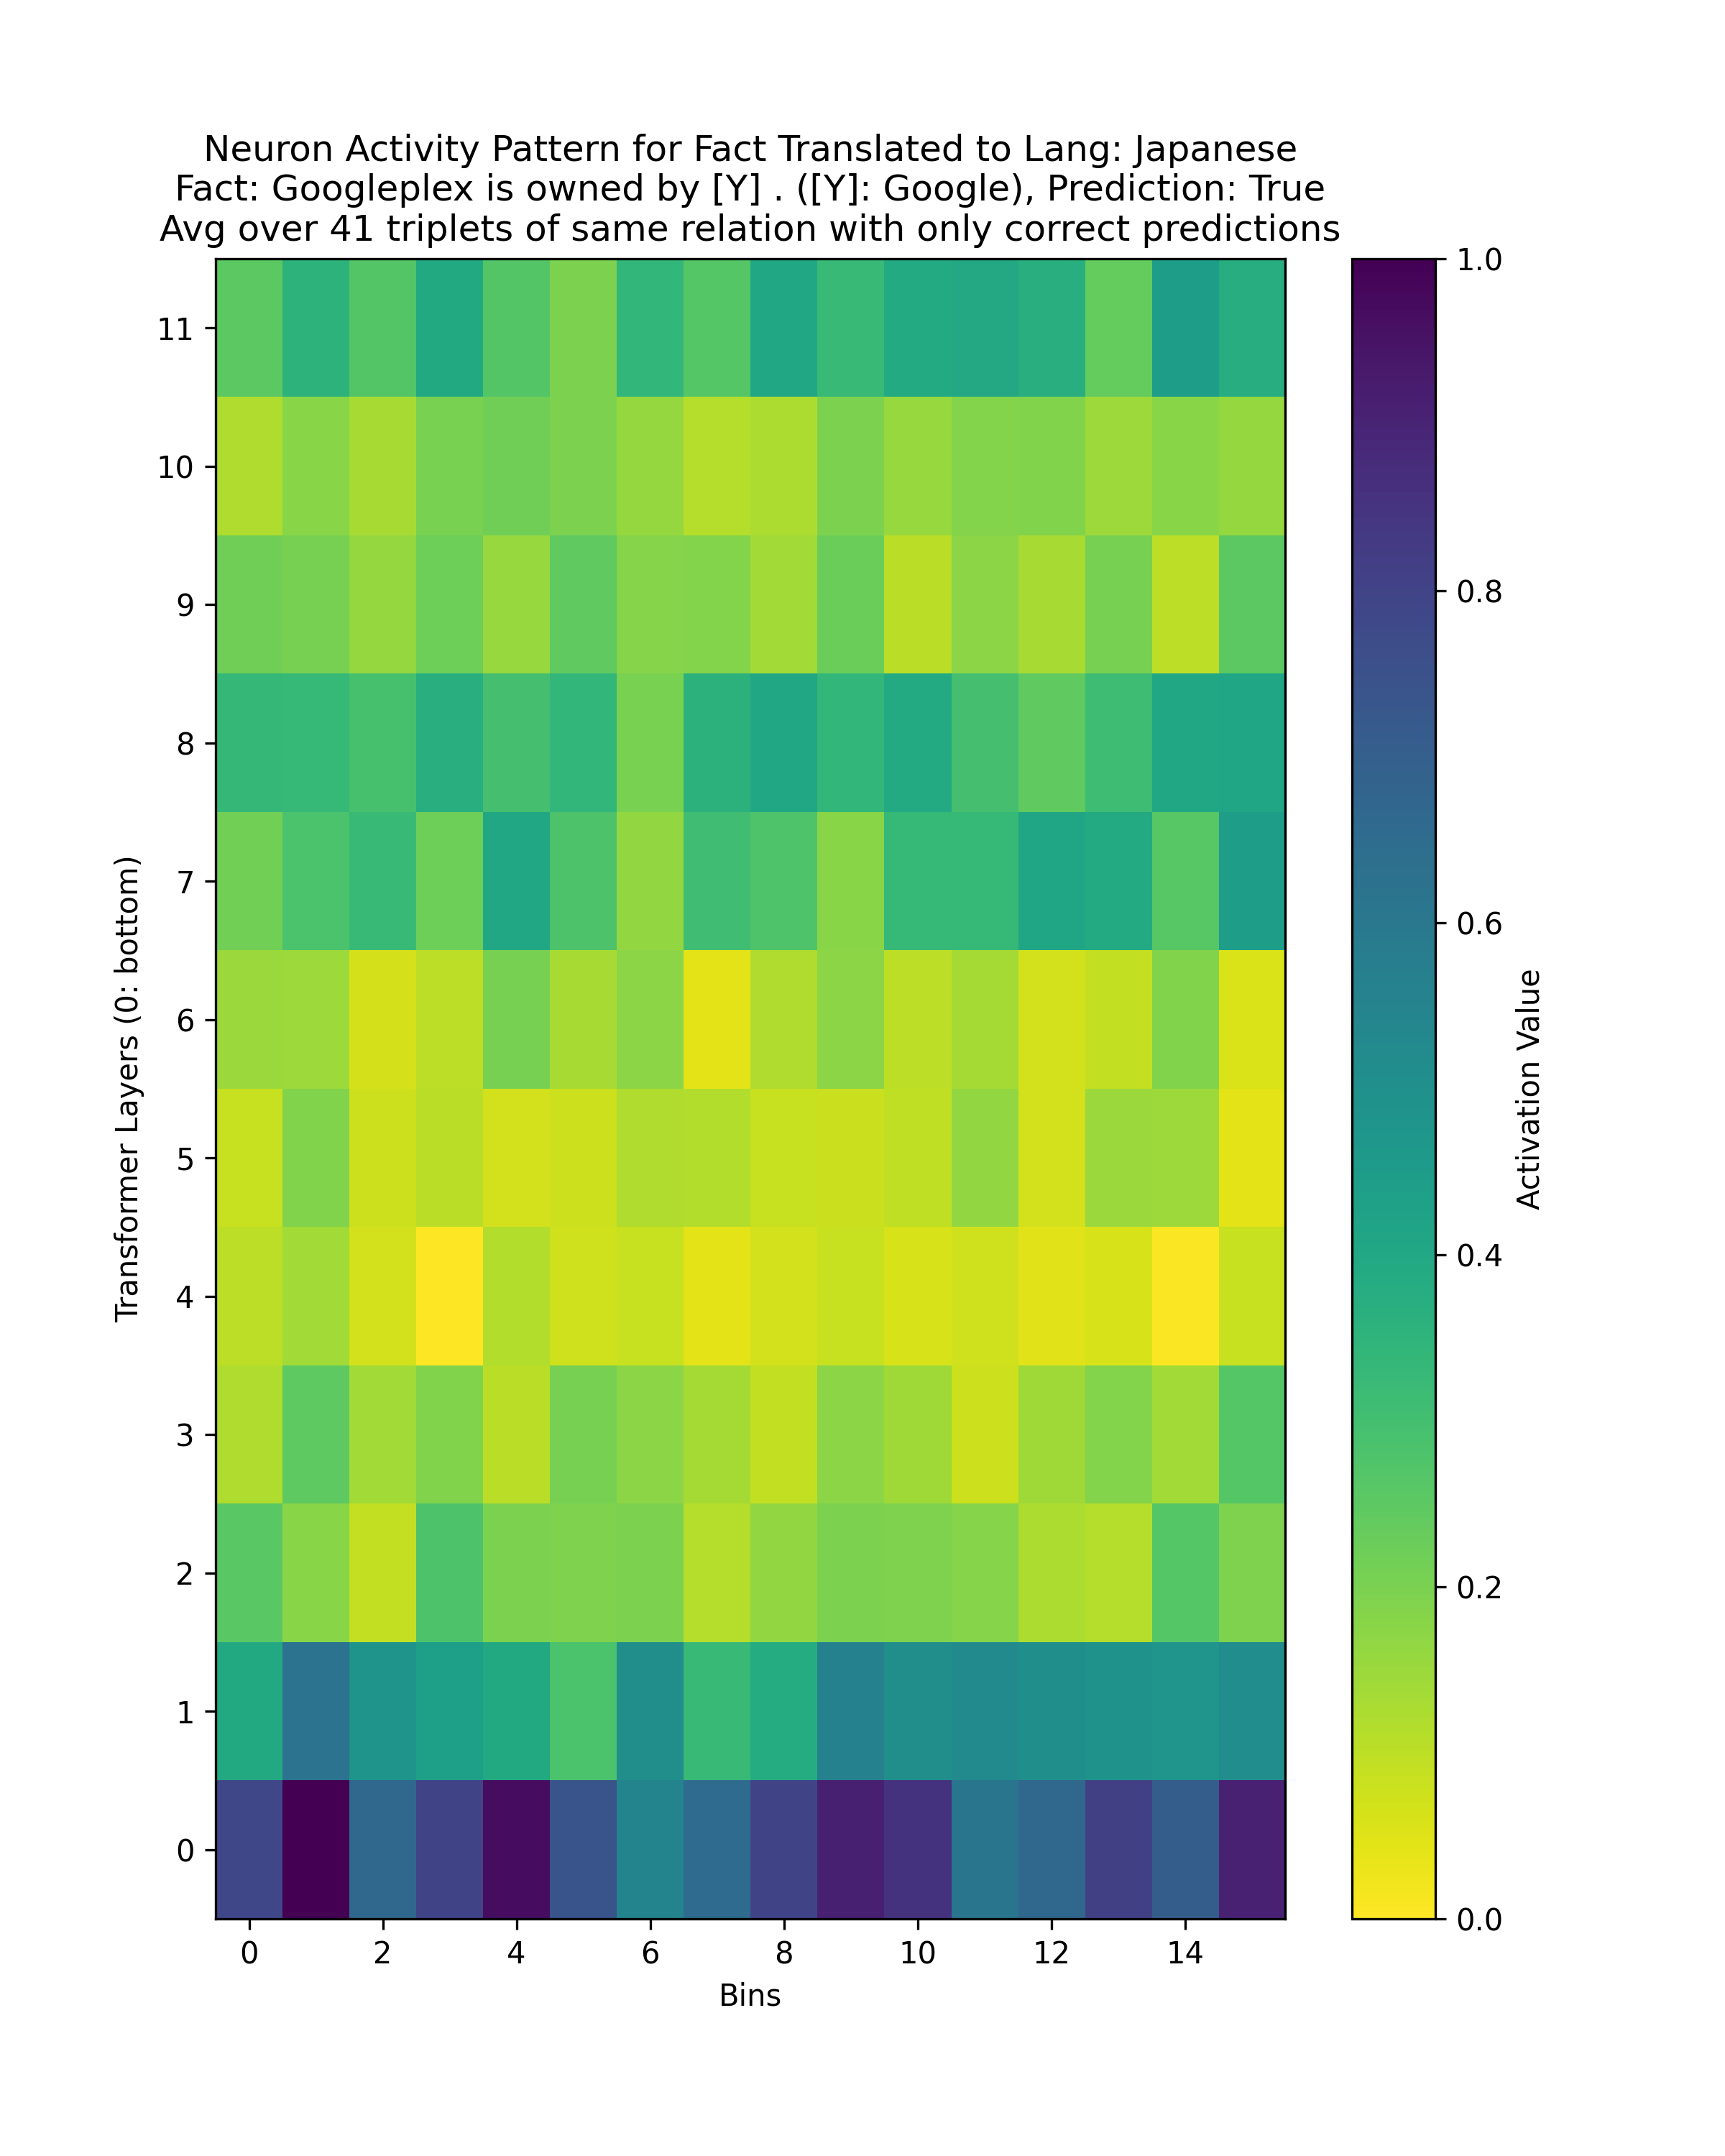 Neuron Activity Pattern for Fact Translated to Lang: Japanese
Fact: Googleplex is owned by [Y] . ([Y]: Google), Prediction: True
Avg over 41 triplets of same relation with only correct predictions
Transformer Layers (0: bottom)
11
10
9
8
7
6
5
4
3
2
1
0
0 2 4 6 8 10 12 14
Bins
1.0
0.8
0.6
0.4
0.2
0.0
Activation Value